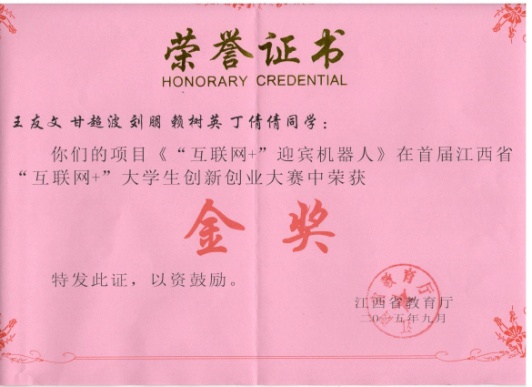 荣誉证书
HONORARY CREDENTIAL
王友文 甘超波 刘朋 赖树英 丁倩倩同学：
你们的项目《“互联网+”迎宾机器人》在首届江西省
“互联网+”大学生创新创业大赛中荣获
金奖
特发此证，以资鼓励。
江西省教育厅
二〇一五年九月